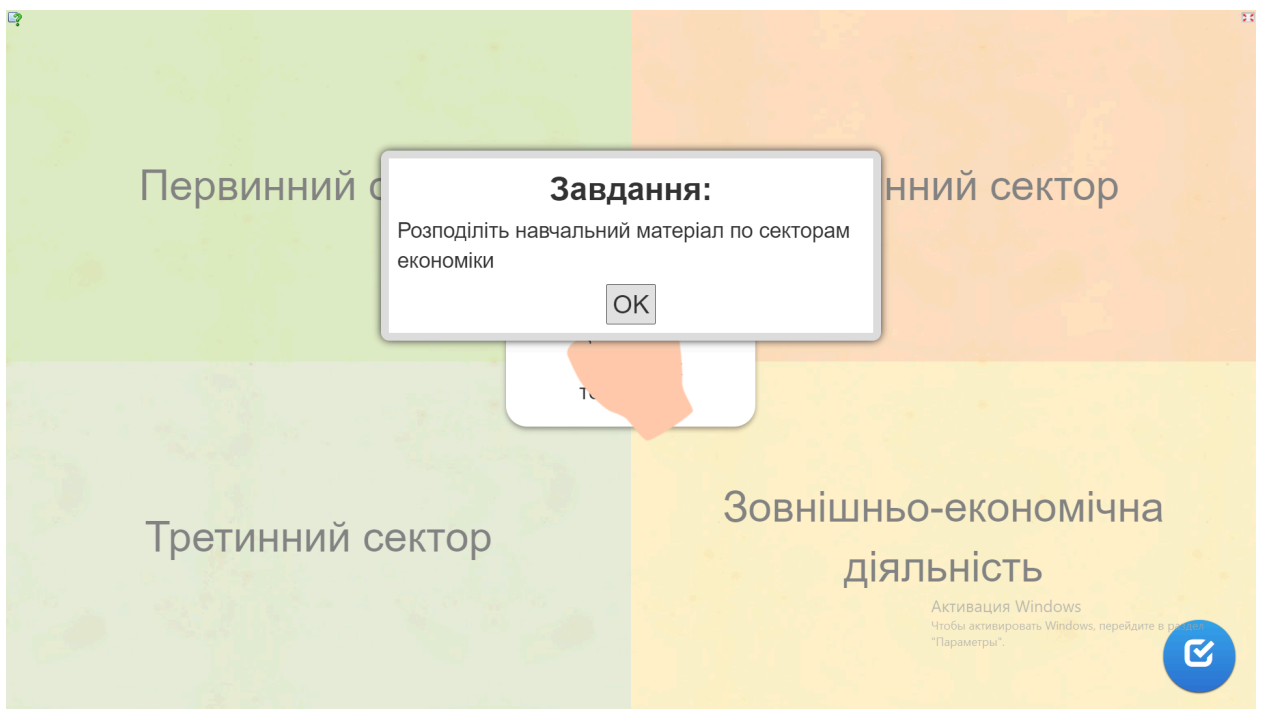 Первинний
нний сектор
Завдання:
Розподіліть навчальний матеріал по секторам
економіки
OK
Третинний сектор
Зовнішньо-економічна
діяльність
Активация Windows
Чтобы активировать Windows, перейдите в раздел
"Параметры".